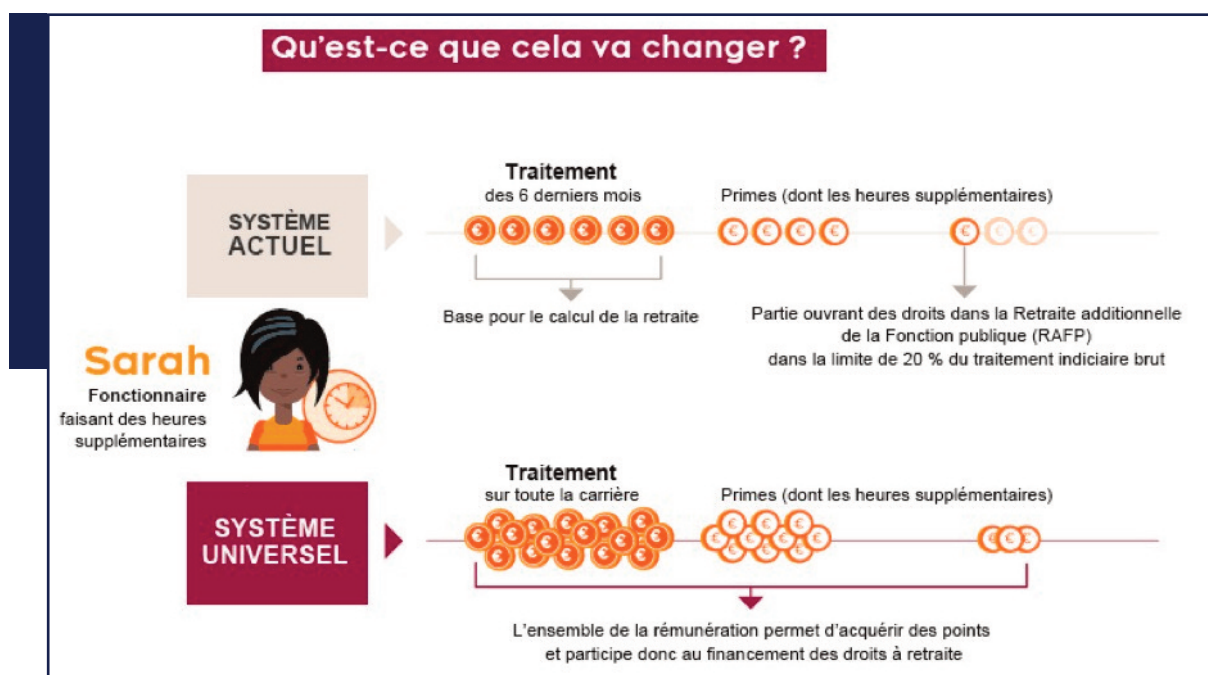 Qu'est-ce que cela va changer ?
SYSTÈME
ACTUEL
Traitement
des 6 derniers mois
Primes (dont les heures supplémentaires)
€ € € € € €
€ € € €
€ € €
Base pour le calcul de la retraite
Partie ouvrant des droits dans la Retraite additionnelle
de la Fonction publique (RAFP)
dans la limite de 20 % du traitement indiciaire brut
Sarah
Fonctionnaire
faisant des heures
supplémentaires
SYSTÈME
UNIVERSEL
Traitement
sur toute la carrière
Primes (dont les heures supplémentaires)
L'ensemble de la rémunération permet d'acquérir des points
et participe donc au financement des droits à retraite